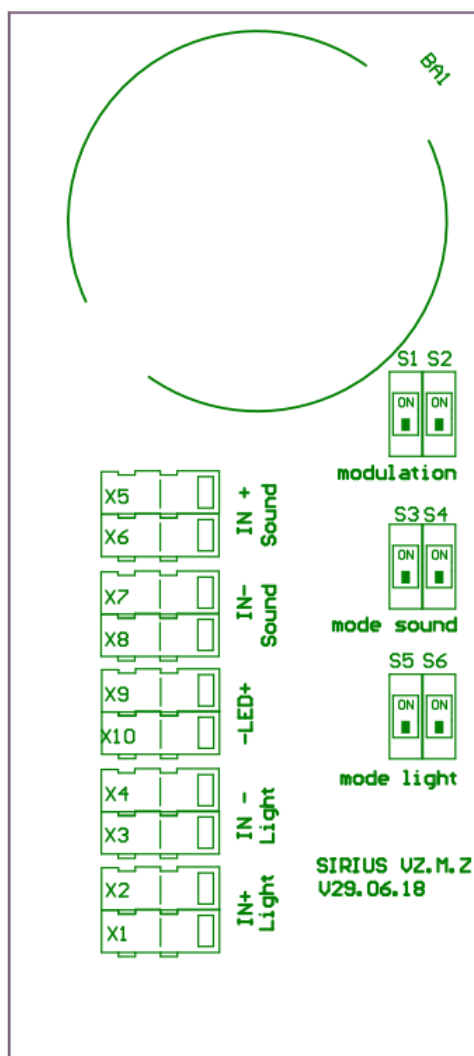 BA1
S1 S2
ON ON
modulation
X5
X6
IN +
Sound
S3 S4
ON ON
mode sound
X7
X8
IN-
Sound
S5 S6
ON ON
mode light
X9
X10
-LED+
X4
X3
IN -
Light
X2
X1
IN+
Light
SIRIUS VZ.M.Z
V29.06.18